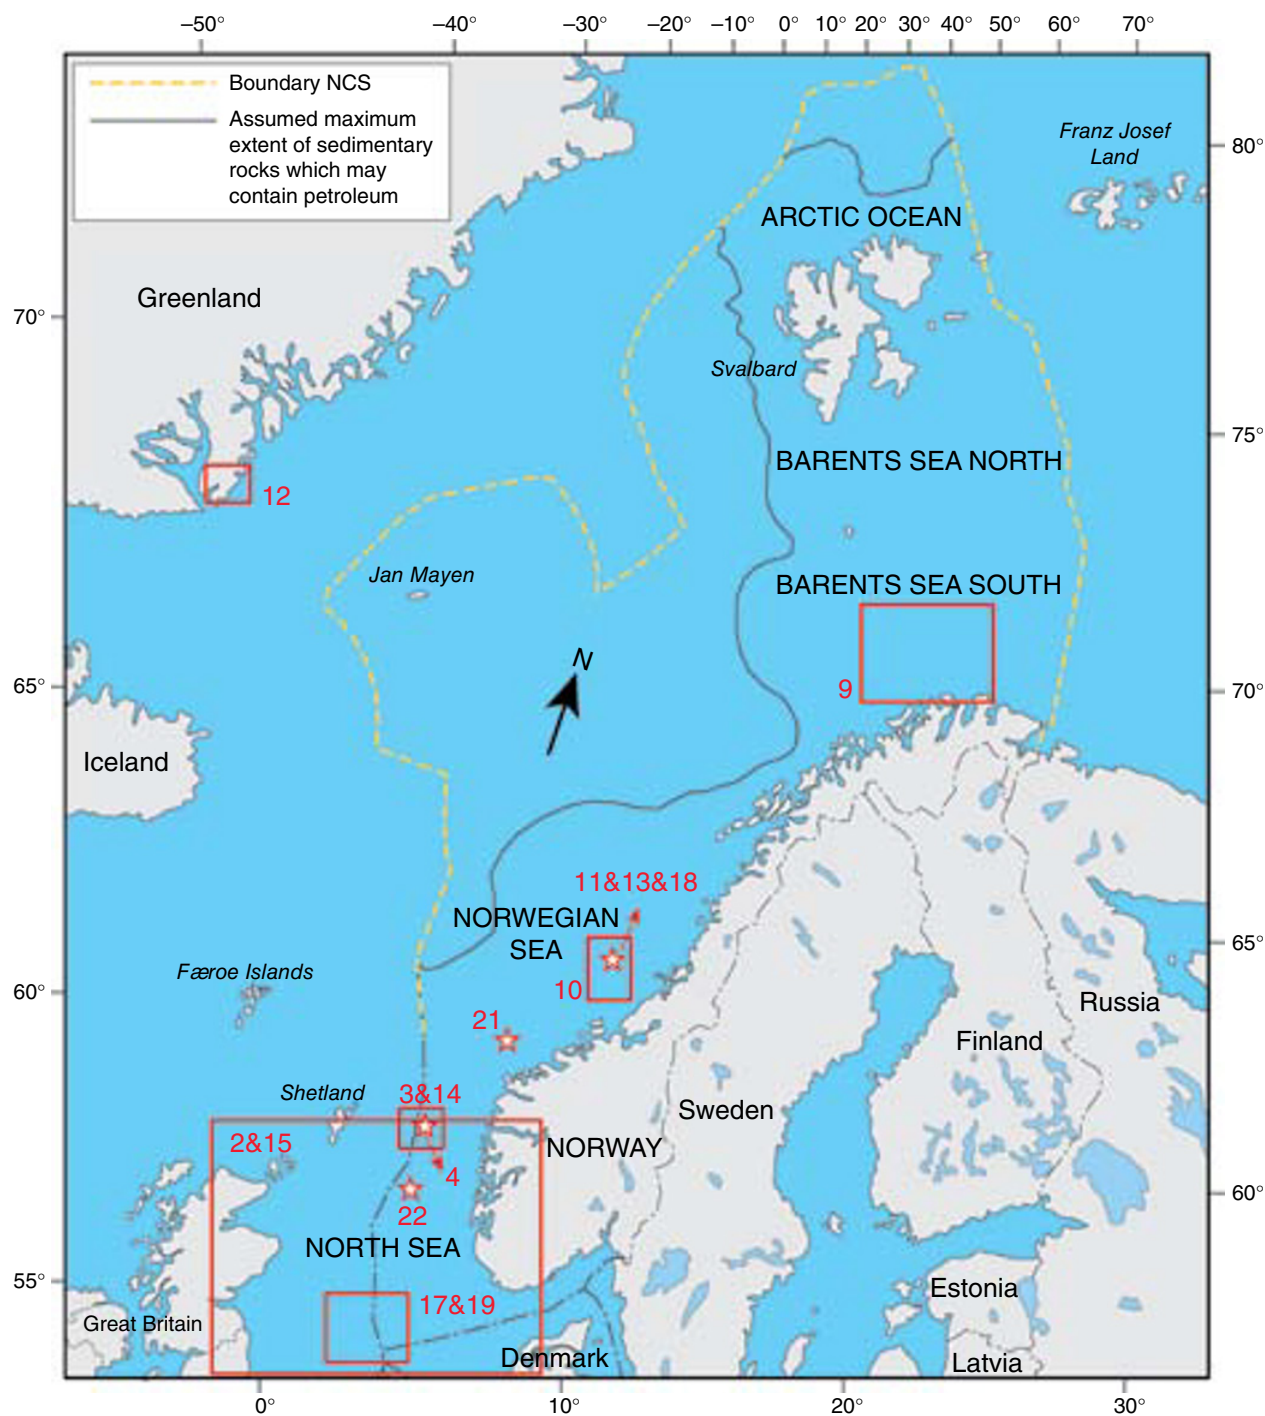 –50° –40° –30° –20° –10° 0° 10° 20° 30° 40° 50° 60° 70°
Boundary NCS
Assumed maximum
extent of sedimentary
rocks which may
contain petroleum
Franz Josef
Land
80°
ARCTIC OCEAN
Greenland
70°
Svalbard
75°
BARENTS SEA NORTH
12
Jan Mayen
BARENTS SEA SOUTH
N
65°
9
70°
Iceland
11&13&18
NORWEGIAN
SEA
65°
Færoe Islands
60°
10
Russia
21
Finland
Shetland
3&14
Sweden
2&15
NORWAY
4
60°
22
NORTH SEA
55°
Estonia
17&19
Great Britain
Denmark
Latvia
0° 10° 20° 30°